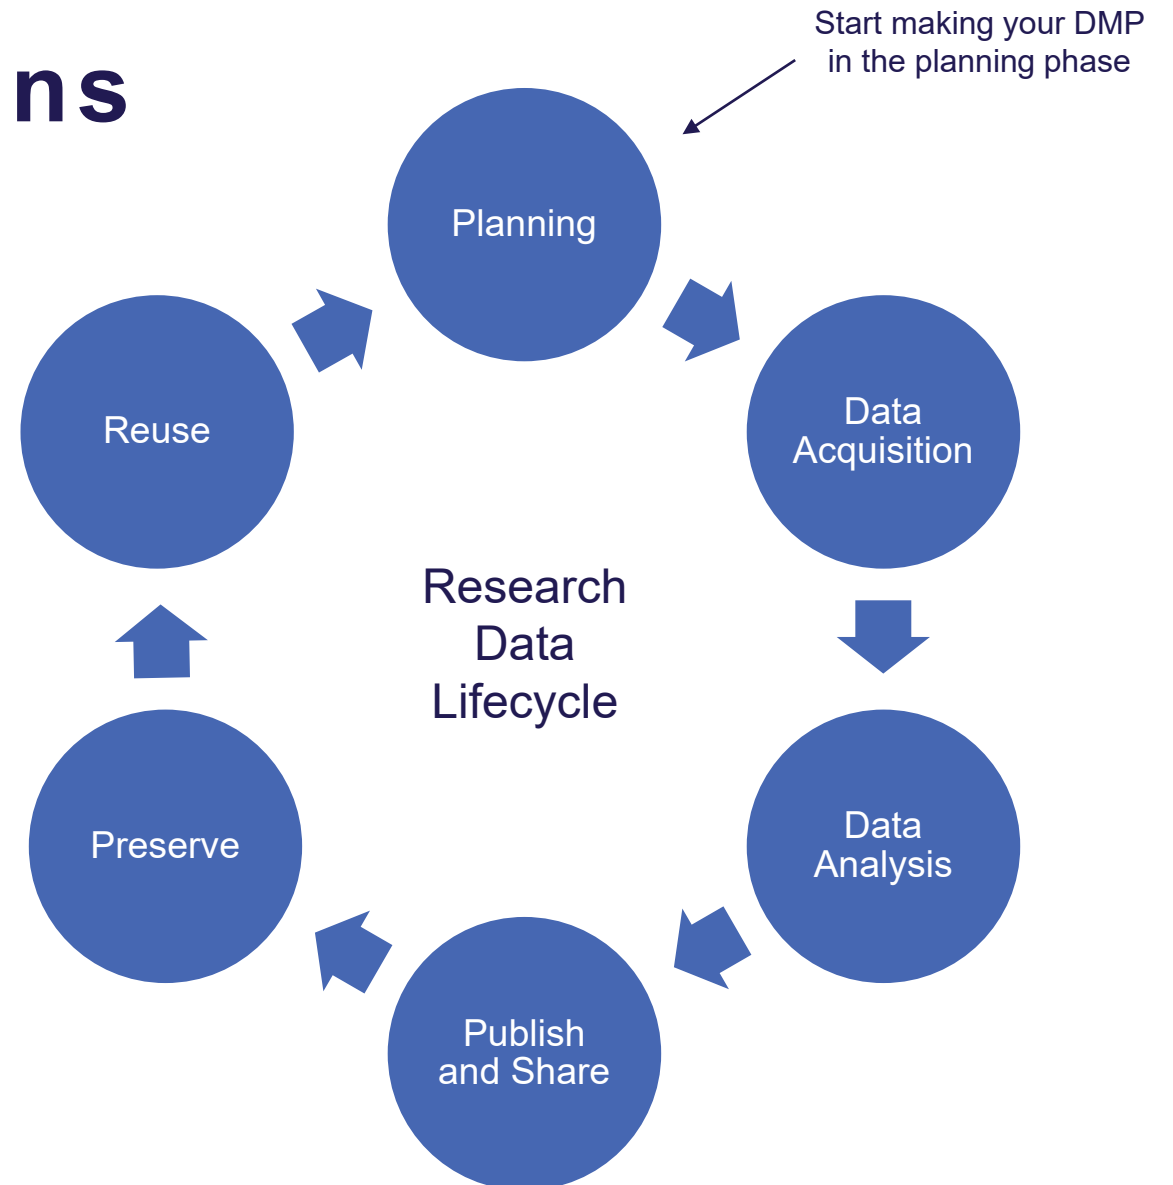 ns
Start making your DMP
in the planning phase
Planning
Data
Acquisition
Data
Analysis
Publish
and Share
Preserve
Reuse
Research
Data
Lifecycle